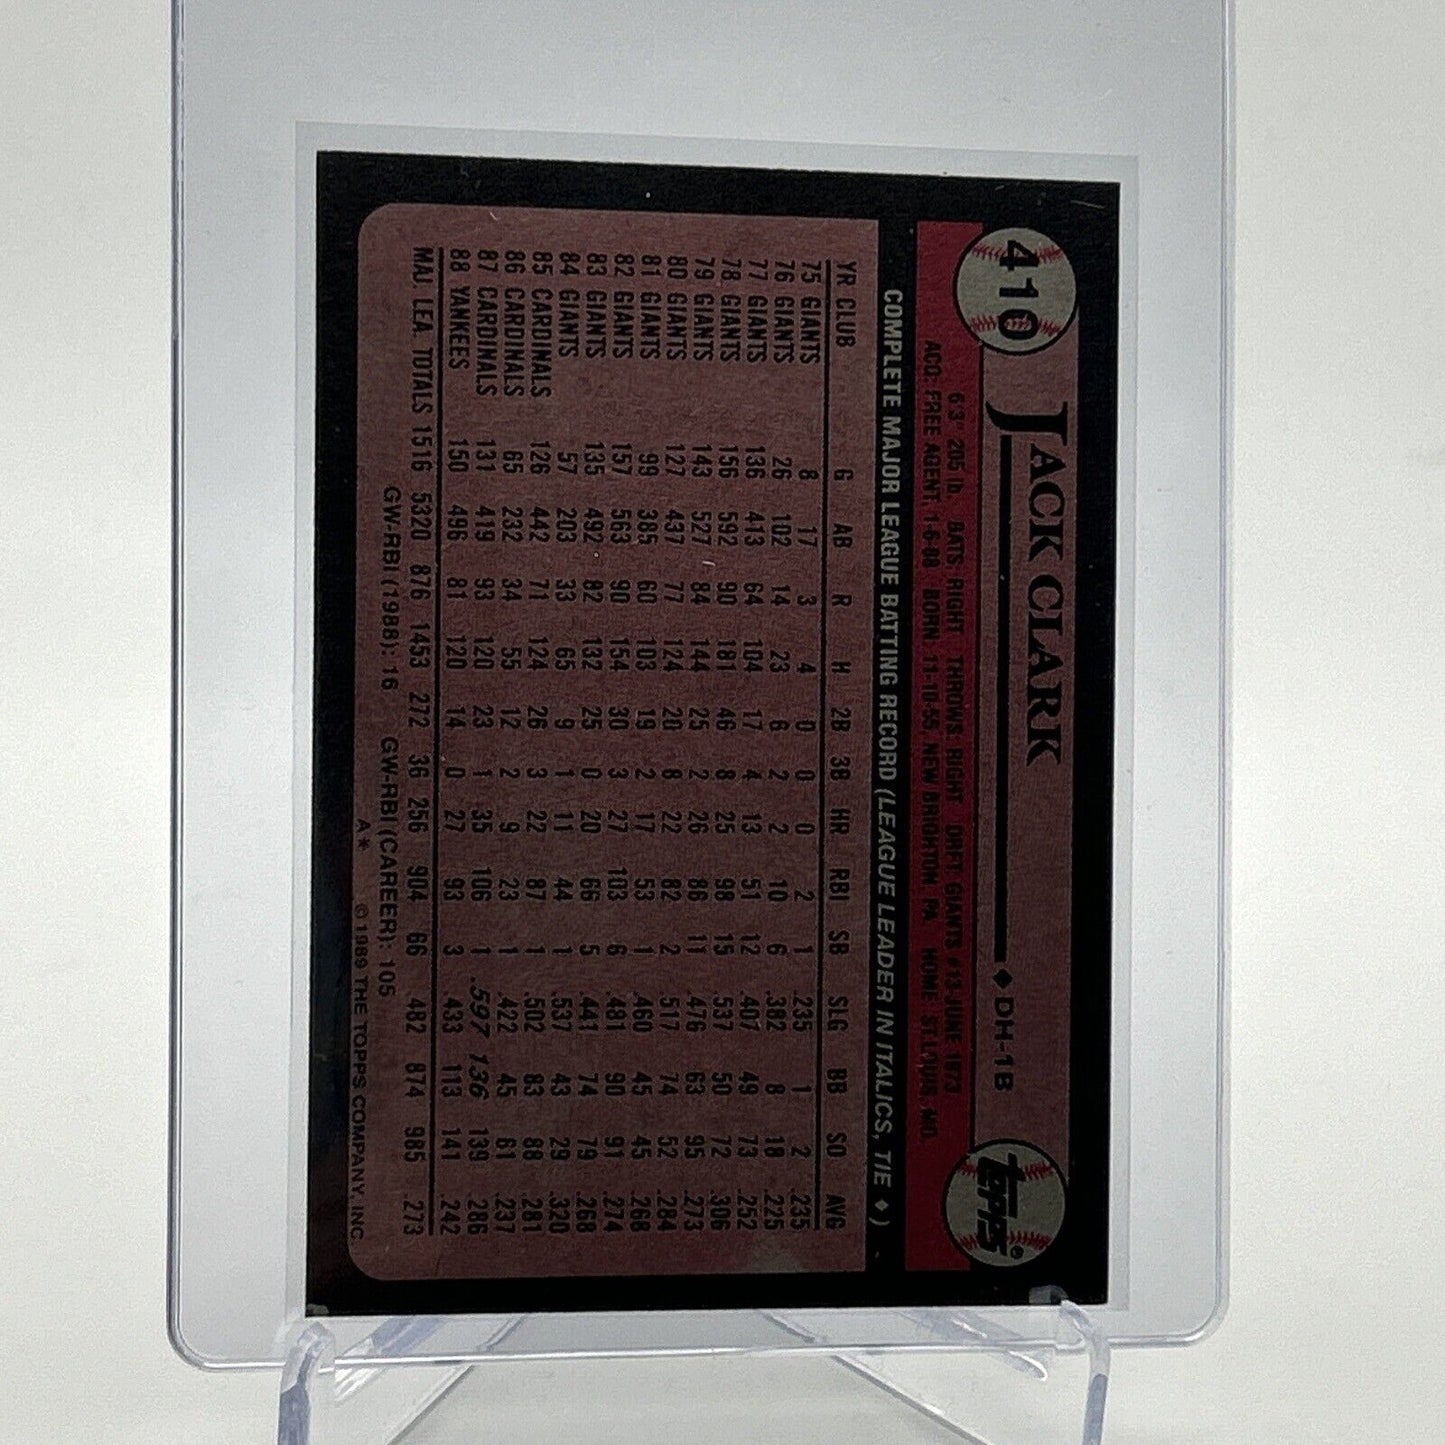 410
JACK CLARK ♦ DH-1B
TOPPS®
6'3" 205 lb. BATS: RIGHT THROWS: RIGHT DRFT: GIANTS #13-JUNE 1973
ACQ: FREE AGENT, 1-6-88 BORN: 11-10-55, NEW BRIGHTON, PA. HOME: ST. LOUIS, MO.
COMPLETE MAJOR LEAGUE BATTING RECORD (LEAGUE LEADER IN ITALICS, TIE ♦)
YR CLUB G AB R H 2B 3B HR RBI SB SLG BB SO AVG
75 GIANTS 8 17 3 4 0 0 0 2 1 .235 1 2 .235
76 GIANTS 26 102 14 23 6 2 2 10 6 .382 8 18 .225
77 GIANTS 136 413 64 104 17 4 13 51 12 .407 49 73 .252
78 GIANTS 156 592 90 181 46 8 25 98 15 .537 50 72 .306
79 GIANTS 143 527 84 144 25 2 26 86 11 .476 63 95 .273
80 GIANTS 127 437 77 124 20 8 22 82 2 .517 74 52 .284
81 GIANTS 99 385 60 103 19 2 17 53 1 .460 45 45 .268
82 GIANTS 157 563 90 154 30 3 27 103 6 .481 90 91 .274
83 GIANTS 135 492 82 132 25 0 20 66 5 .441 74 79 .268
84 GIANTS 57 203 33 65 9 1 11 44 1 .537 43 29 .320
85 CARDINALS 126 442 71 124 26 3 22 87 1 .502 83 88 .281
86 CARDINALS 65 232 34 55 12 2 9 23 1 .422 45 61 .237
87 CARDINALS 131 419 93 120 23 1 35 106 1 .597 136 139 .286
88 YANKEES 150 496 81 120 14 0 27 93 3 .433 113 141 .242
MAJ. LEA. TOTALS 1516 5320 876 1453 272 36 256 904 66 .482 874 985 .273
GW-RBI (1988): 16 GW-RBI (CAREER): 105
A* ©1989 THE TOPPS COMPANY, INC.